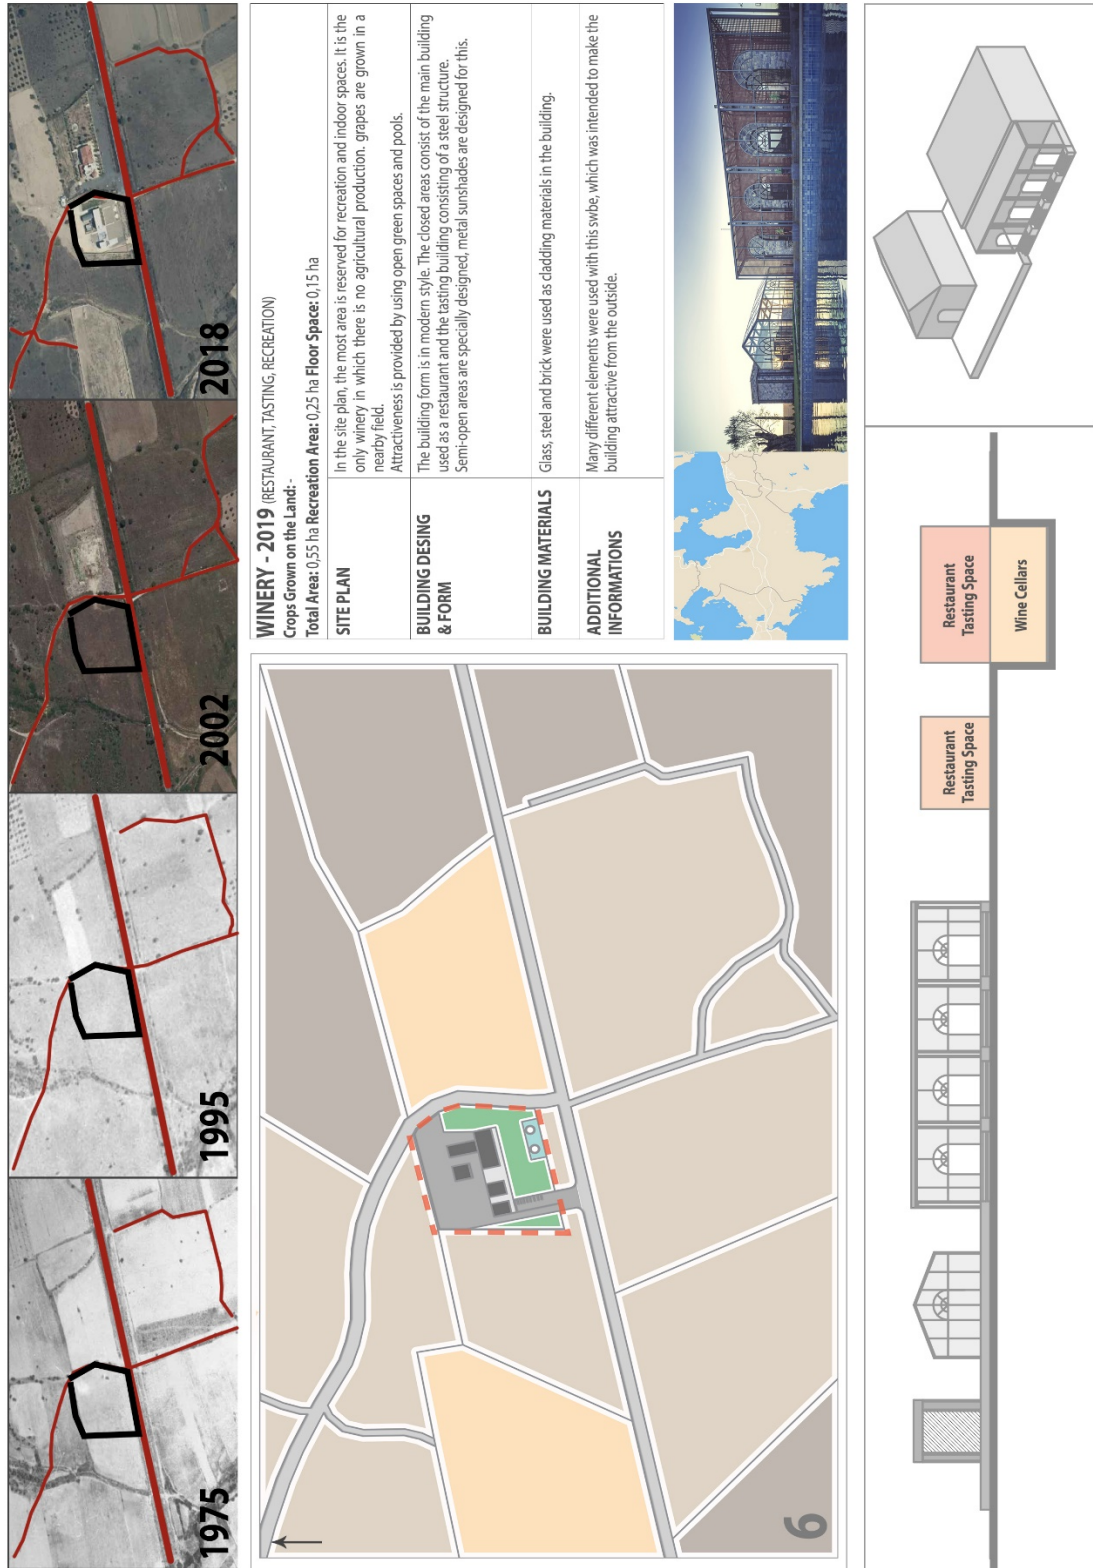 1975
1995
2002
2018
6
WINERY - 2019 (RESTAURANT, TASTING, RECREATION)
Crops Grown on the Land: -
Total Area: 0,55 ha Recreation Area: 0,25 ha Floor Space: 0,15 ha
SITE PLAN
In the site plan, the most area is reserved for recreation and indoor spaces. It is the
only winery in which there is no agricultural production. grapes are grown in a
nearby field.
Attractiveness is provided by using open green spaces and pools.
BUILDING DESING
& FORM
The building form is in modern style. The closed areas consist of the main building
used as a restaurant and the tasting building consisting of a steel structure.
Semi-open areas are specially designed, metal sunshades are designed for this.
BUILDING MATERIALS
Glass, steel and brick were used as cladding materials in the building.
ADDITIONAL
INFORMATIONS
Many different elements were used with this swbe, which was intended to make the
building attractive from the outside.
Restaurant
Tasting Space
Restaurant
Tasting Space
Wine Cellars